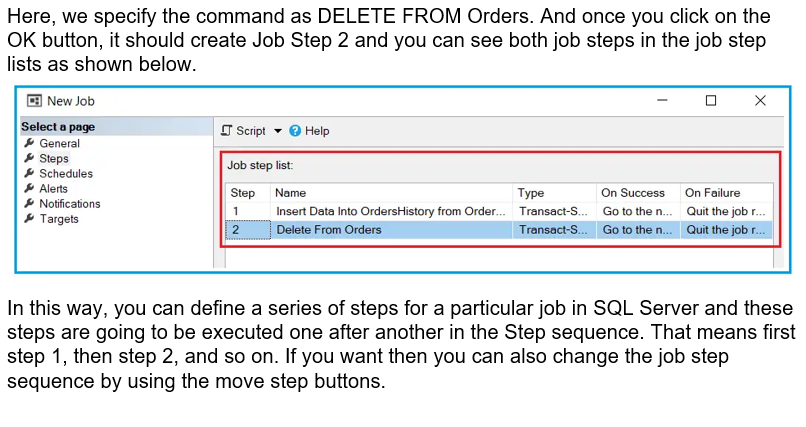 Here, we specify the command as DELETE FROM Orders. And once you click on the
OK button, it should create Job Step 2 and you can see both job steps in the job step
lists as shown below.
New Job
Select a page
General
Steps
Schedules
Alerts
Notifications
Targets
Script Help
Job step list:
Step Name Type On Success On Failure
1 Insert Data Into OrdersHistory from Order... Transact-S... Go to the n... Quit the job r...
2 Delete From Orders Transact-S... Go to the n... Quit the job r...
In this way, you can define a series of steps for a particular job in SQL Server and these
steps are going to be executed one after another in the Step sequence. That means first
step 1, then step 2, and so on. If you want then you can also change the job step
sequence by using the move step buttons.